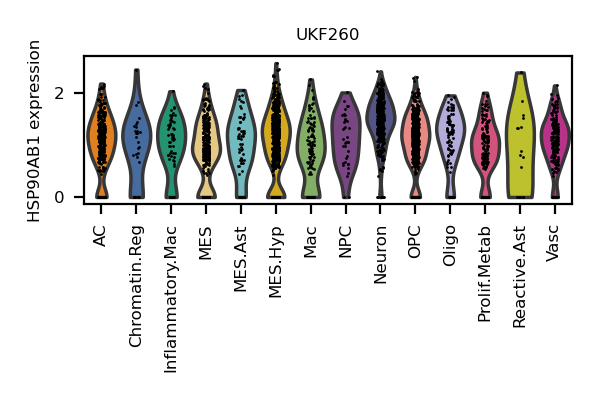 UKF260
HSP90AB1 expression
2
0
AC
Chromatin.Reg
Inflammatory.Mac
MES
MES.Ast
MES.Hyp
Mac
NPC
Neuron
OPC
Oligo
Prolif.Metab
Reactive.Ast
Vasc